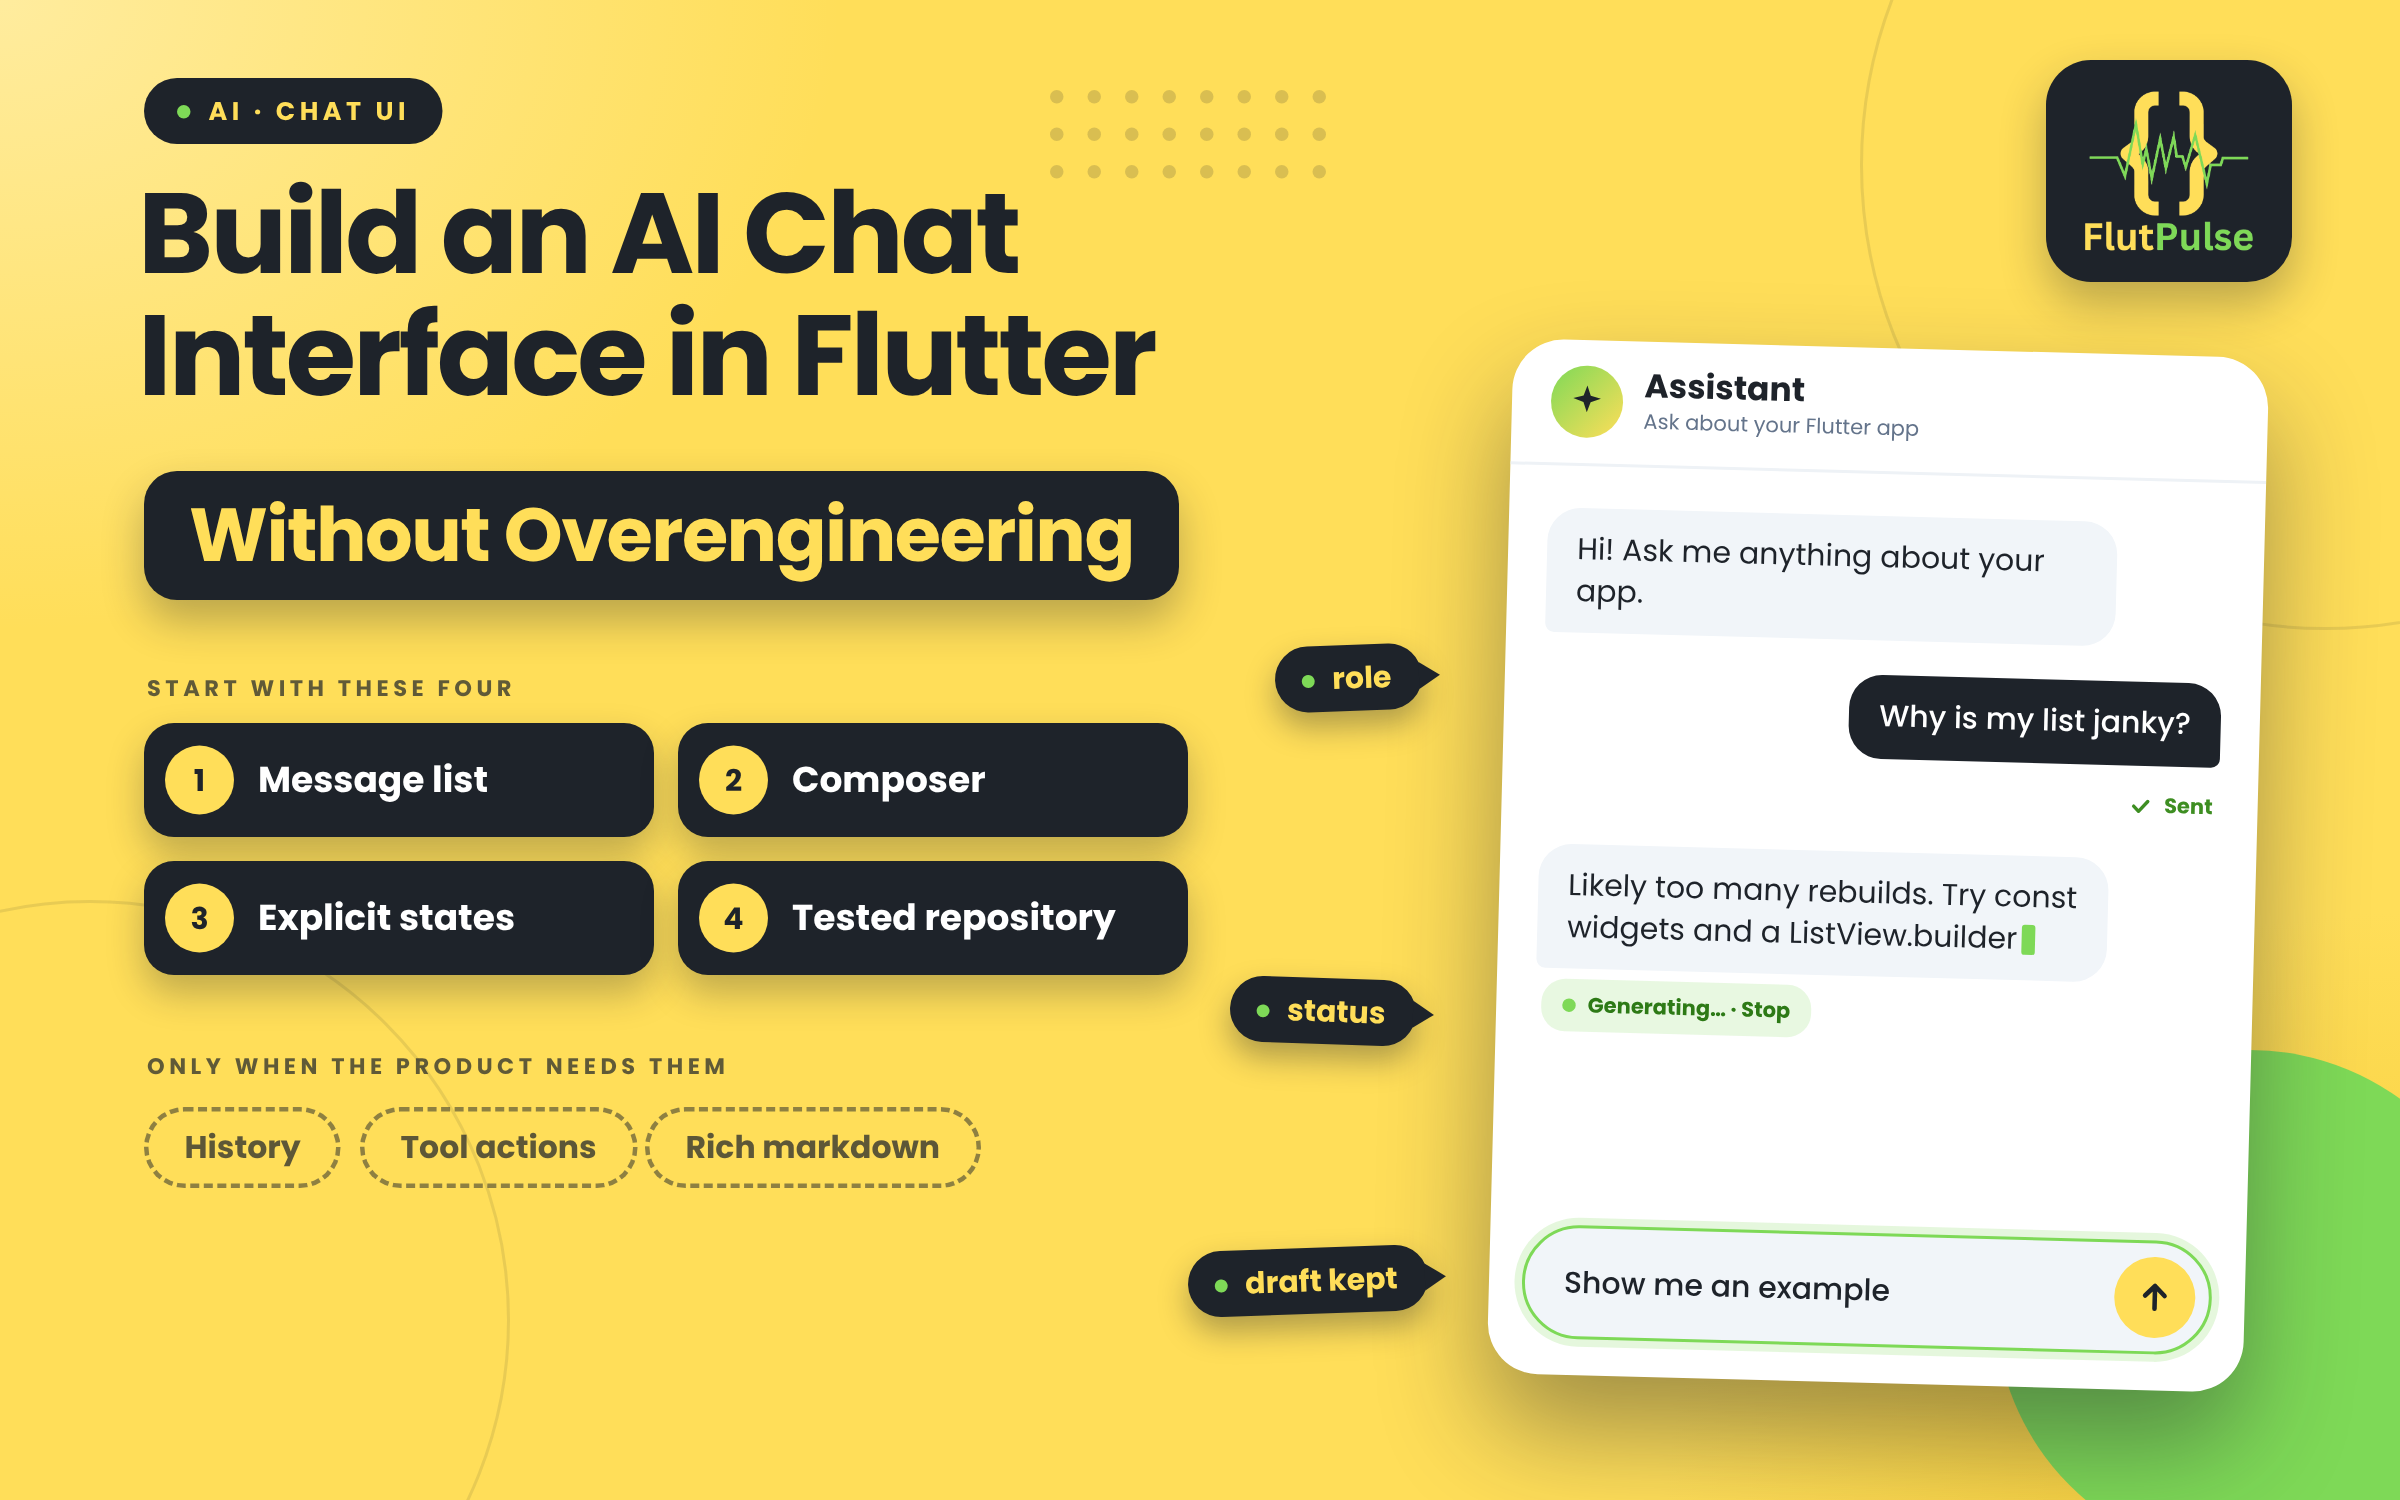 AI · CHAT UI
Build an AI Chat
Interface in Flutter
Without Overengineering
START WITH THESE FOUR
1 Message list
2 Composer
3 Explicit states
4 Tested repository
ONLY WHEN THE PRODUCT NEEDS THEM
History
Tool actions
Rich markdown
FlutPulse
role
status
draft kept
Assistant
Ask about your Flutter app
Hi! Ask me anything about your
app.
Why is my list janky?
✓ Sent
Likely too many rebuilds. Try const
widgets and a ListView.builder
Generating... · Stop
Show me an example